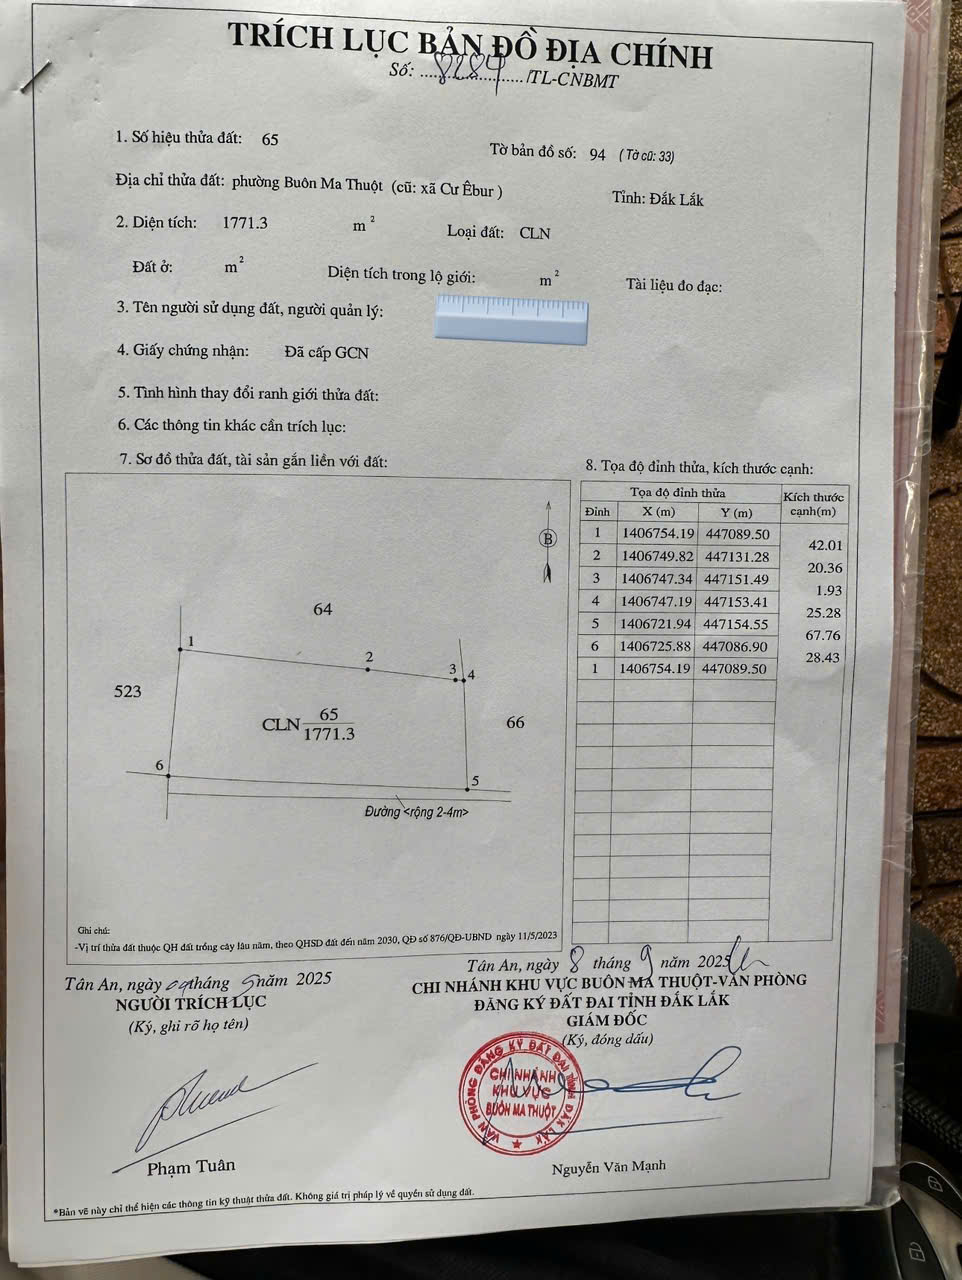 TRÍCH LỤC BẢN ĐỒ ĐỊA CHÍNH
Số: ....8284..../TL-CNBMT
1. Số hiệu thửa đất: 65 Tờ bản đồ số: 94 (Tờ cũ: 33)
Địa chỉ thửa đất: phường Buôn Ma Thuột (cũ: xã Cư Êbur ) Tỉnh: Đắk Lắk
2. Diện tích: 1771.3 m² Loại đất: CLN
Đất ở: m² Diện tích trong lộ giới: m² Tài liệu đo đạc:
3. Tên người sử dụng đất, người quản lý:
4. Giấy chứng nhận: Đã cấp GCN
5. Tình hình thay đổi ranh giới thửa đất:
6. Các thông tin khác cần trích lục:
7. Sơ đồ thửa đất, tài sản gắn liền với đất:
B
64
1
2
3
4
523
CLN 65
1771.3
66
6
5
Đường <rộng 2-4m>
Ghi chú:
-Vị trí thửa đất thuộc QH đất trồng cây lâu năm, theo QHSD đất đến năm 2030, QĐ số 876/QĐ-UBND ngày 11/5/2023
8. Tọa độ đỉnh thửa, kích thước cạnh:
Tọa độ đỉnh thửa Kích thước cạnh(m)
Đỉnh X (m) Y (m)
1 1406754.19 447089.50
42.01
2 1406749.82 447131.28
20.36
3 1406747.34 447151.49
1.93
4 1406747.19 447153.41
25.28
5 1406721.94 447154.55
67.76
6 1406725.88 447086.90
28.43
1 1406754.19 447089.50
Tân An, ngày tháng năm 2025
NGƯỜI TRÍCH LỤC
(Ký, ghi rõ họ tên)
Phạm Tuân
Tân An, ngày 8 tháng 9 năm 2025
CHI NHÁNH KHU VỰC BUÔN MA THUỘT-VĂN PHÒNG
ĐĂNG KÝ ĐẤT ĐAI TỈNH ĐẮK LẮK
GIÁM ĐỐC
(Ký, đóng dấu)
VĂN PHÒNG ĐĂNG KÝ ĐẤT ĐAI TỈNH ĐẮK LẮK
CHI NHÁNH
KHU VỰC
BUÔN MA THUỘT
Nguyễn Văn Mạnh
*Bản vẽ này chỉ thể hiện các thông tin kỹ thuật thửa đất. Không giá trị pháp lý về quyền sử dụng đất.